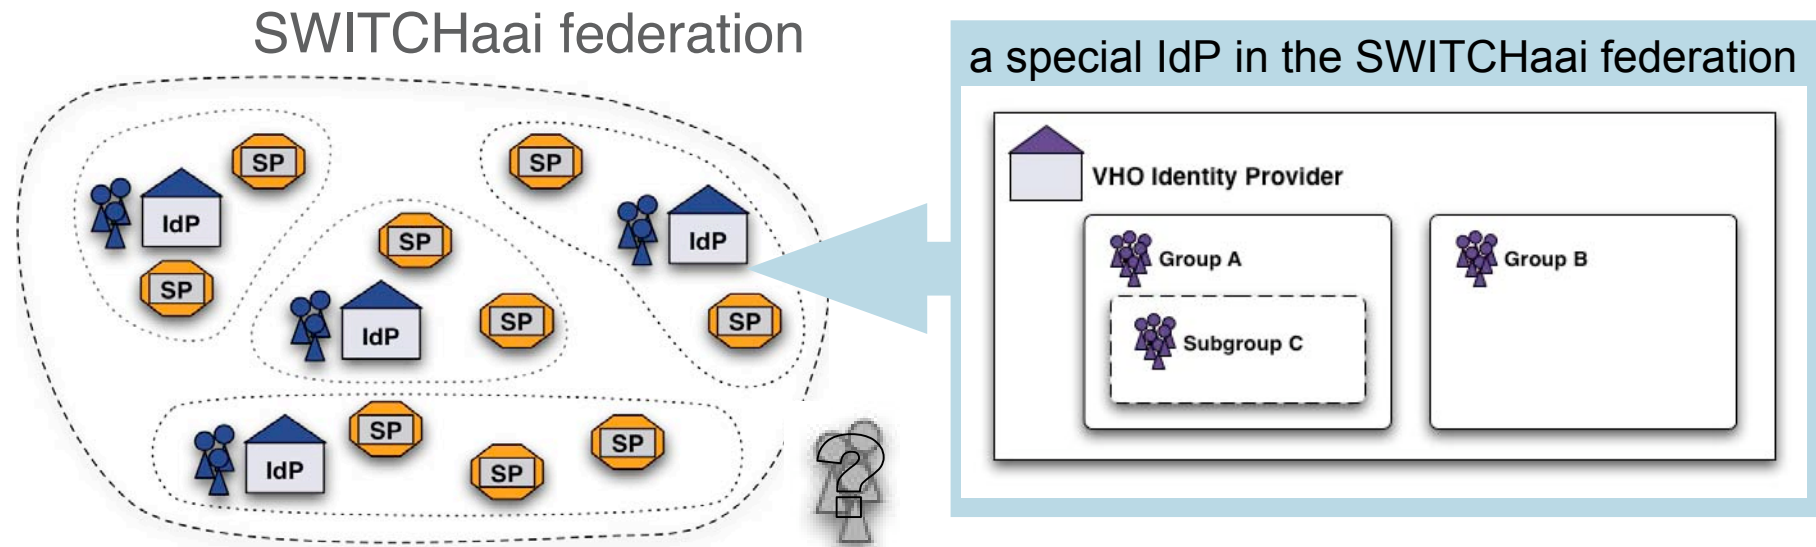 SWITCHaai federation
SP
SP
IdP
IdP
SP
SP
SP
SP
IdP
SP
SP
SP
IdP
SP
?
a special IdP in the SWITCHaai federation
VHO Identity Provider
Group A
Group B
Subgroup C